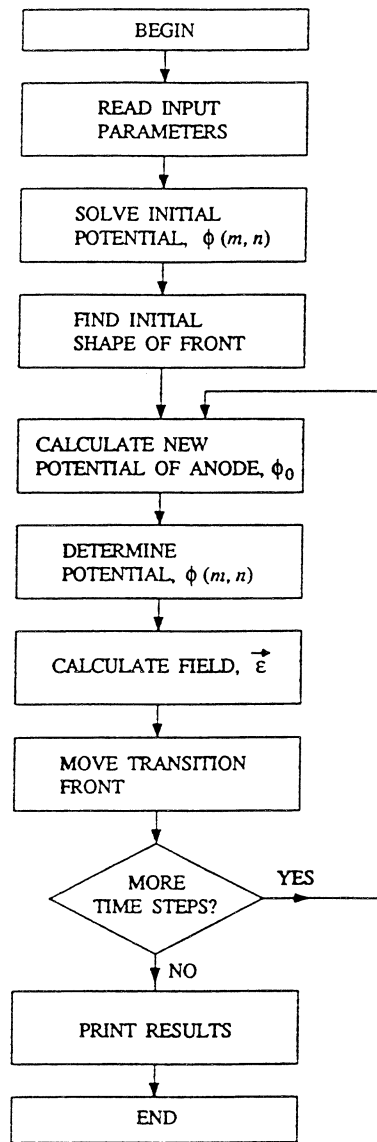 BEGIN
READ INPUT
PARAMETERS
SOLVE INITIAL
POTENTIAL, ϕ (m, n)
FIND INITIAL
SHAPE OF FRONT
CALCULATE NEW
POTENTIAL OF ANODE, ϕ₀
DETERMINE
POTENTIAL, ϕ (m, n)
CALCULATE FIELD, ε⃗
MOVE TRANSITION
FRONT
MORE
TIME STEPS?
YES
NO
PRINT RESULTS
END